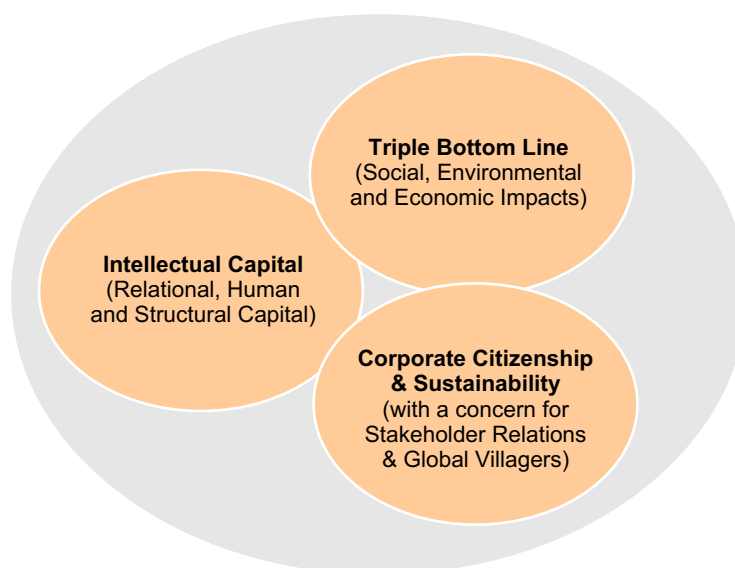 Triple Bottom Line
(Social, Environmental
and Economic Impacts)
Intellectual Capital
(Relational, Human
and Structural Capital)
Corporate Citizenship
& Sustainability
(with a concern for
Stakeholder Relations
& Global Villagers)